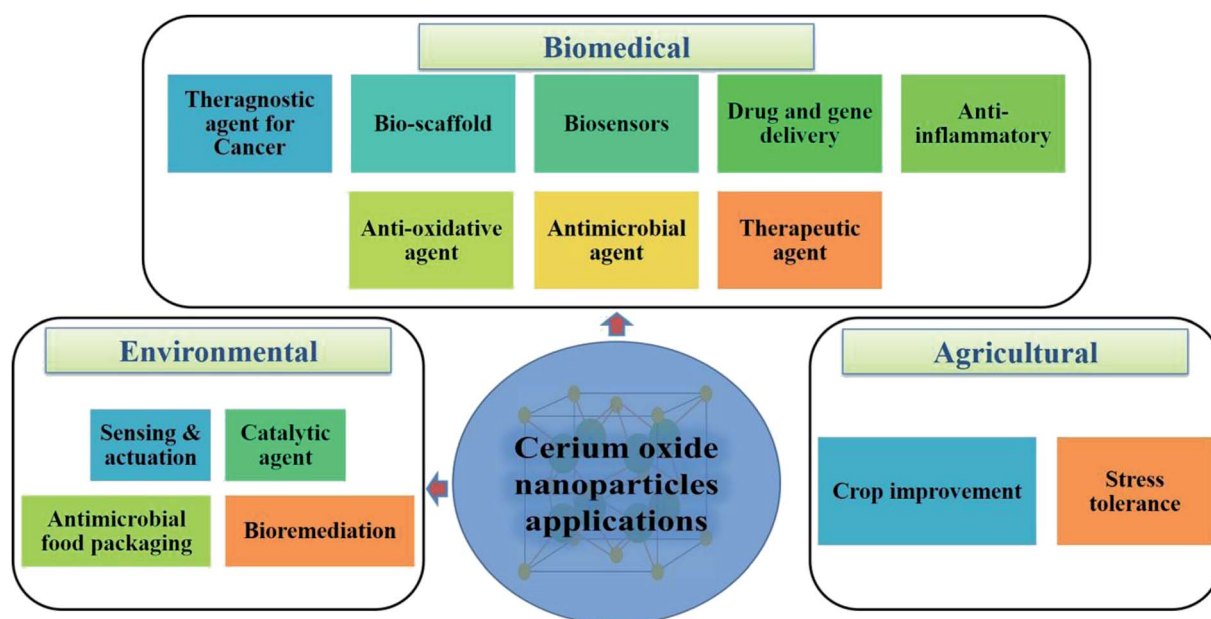 Biomedical
Theragnostic
agent for
Cancer
Bio-scaffold
Biosensors
Drug and gene
delivery
Anti-
inflammatory
Anti-oxidative
agent
Antimicrobial
agent
Therapeutic
agent
Environmental
Sensing &
actuation
Catalytic
agent
Antimicrobial
food packaging
Bioremediation
Cerium oxide
nanoparticles
applications
Agricultural
Crop improvement
Stress
tolerance